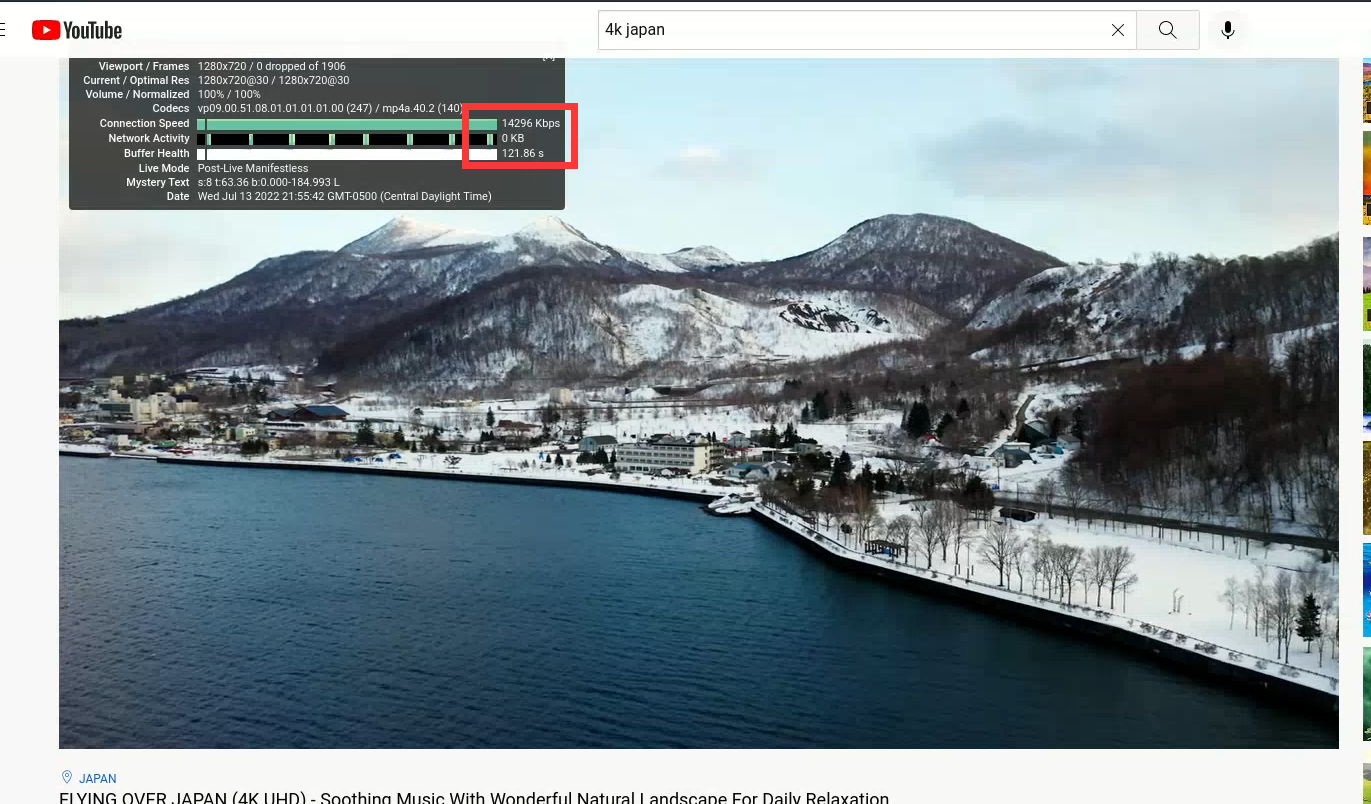 YouTube
4k japan
Viewport / Frames 1280x720 / 0 dropped of 1906
Current / Optimal Res 1280x720@30 / 1280x720@30
Volume / Normalized 100% / 100%
Codecs vp09.00.51.08.01.01.01.01.00 (247) / mp4a.40.2 (140)
Connection Speed 14296 Kbps
Network Activity 0 KB
Buffer Health 121.86 s
Live Mode Post-Live Manifestless
Mystery Text s:8 t:63.36 b:0.000-184.993 L
Date Wed Jul 13 2022 21:55:42 GMT-0500 (Central Daylight Time)
JAPAN
FLYING OVER JAPAN (4K UHD) - Soothing Music With Wonderful Natural Landscape For Daily Relaxation